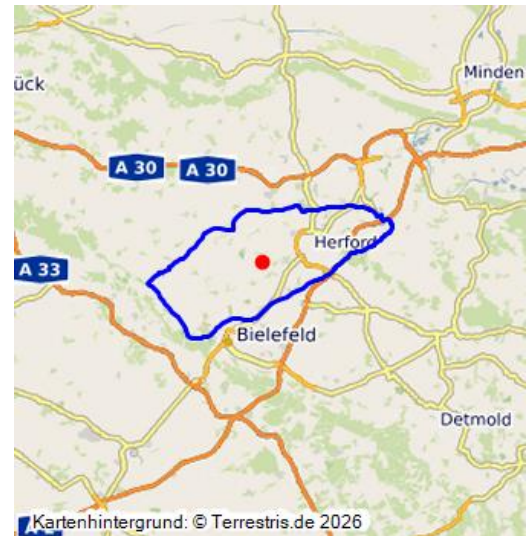 Minden
ück
A 30
A 30
Herford
A 33
Bielefeld
Detmold
Kartenhintergrund: © Terrestris.de 2026